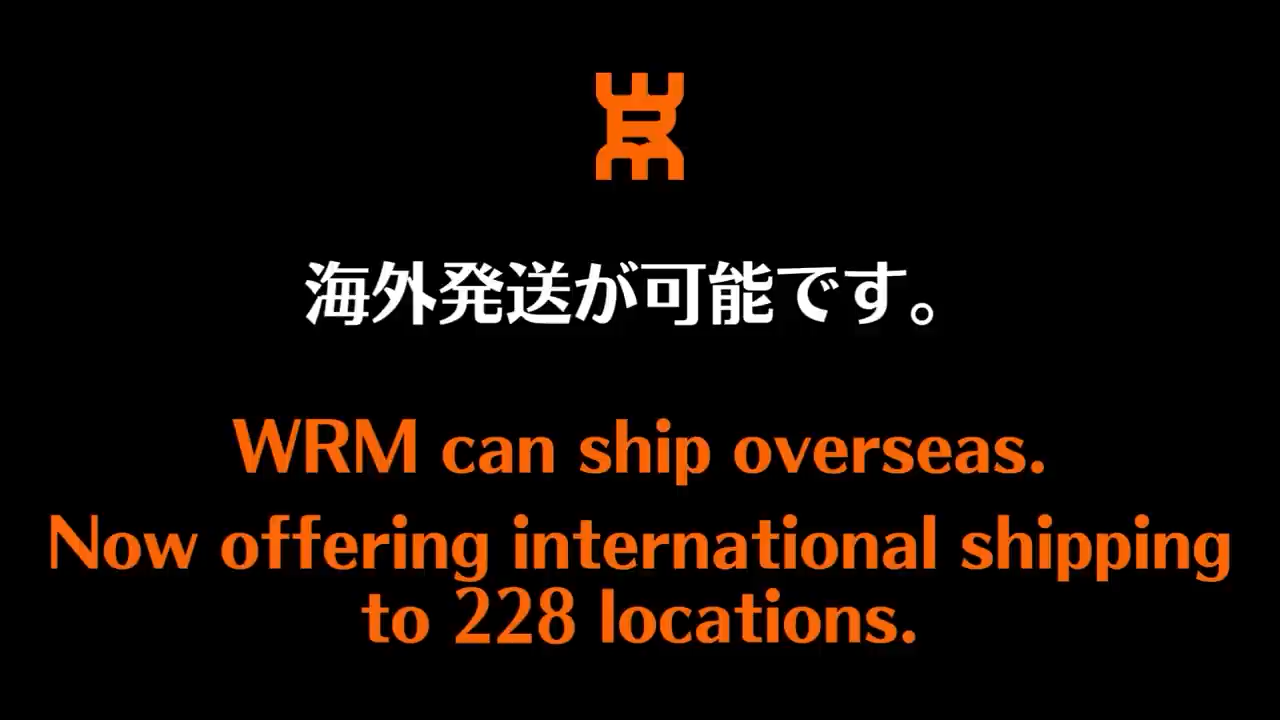 海外発送が可能です。
WRM can ship overseas.
Now offering international shipping
to 228 locations.